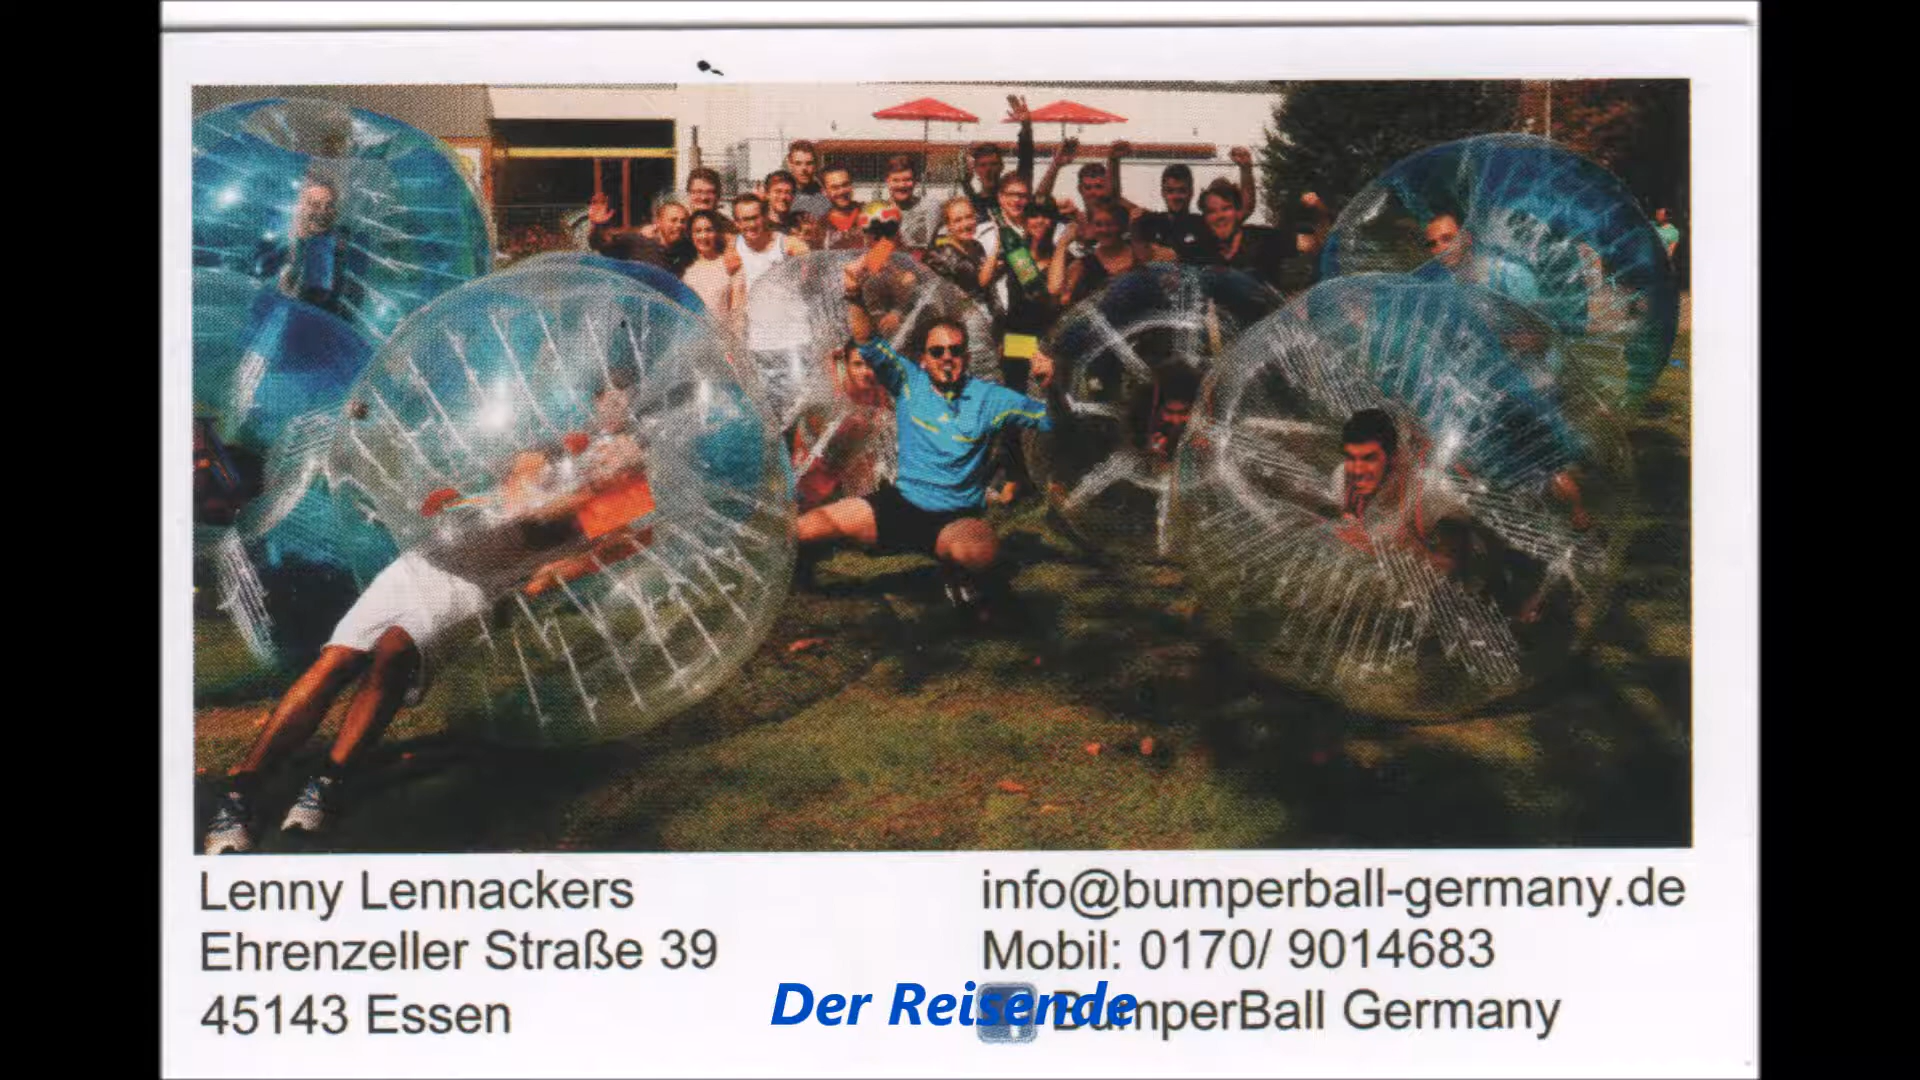 Lenny Lennackers
Ehrenzeller Straße 39
45143 Essen
info@bumperball-germany.de
Mobil: 0170/ 9014683
BumperBall Germany
Der Reisende